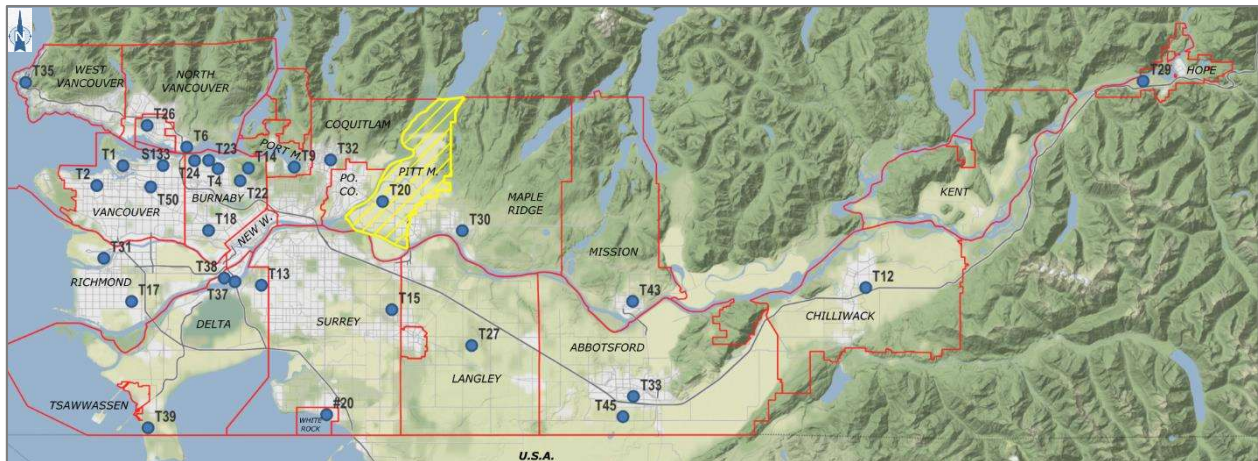 N
T35
WEST
VANCOUVER
NORTH
VANCOUVER
T26
T6
T1
S133
T23
T24
T4
T14
T22
BURNABY
PORT M.
T9
COQUITLAM
T32
PO.
CO.
PITT M.
T20
T2
T50
VANCOUVER
T18
NEW W.
MAPLE
RIDGE
T30
MISSION
KENT
T29
HOPE
T31
RICHMOND
T17
T38
T37
T13
DELTA
SURREY
T15
T27
LANGLEY
T43
ABBOTSFORD
T33
T45
T12
CHILLIWACK
TSAWWASSEN
T39
#20
WHITE
ROCK
U.S.A.